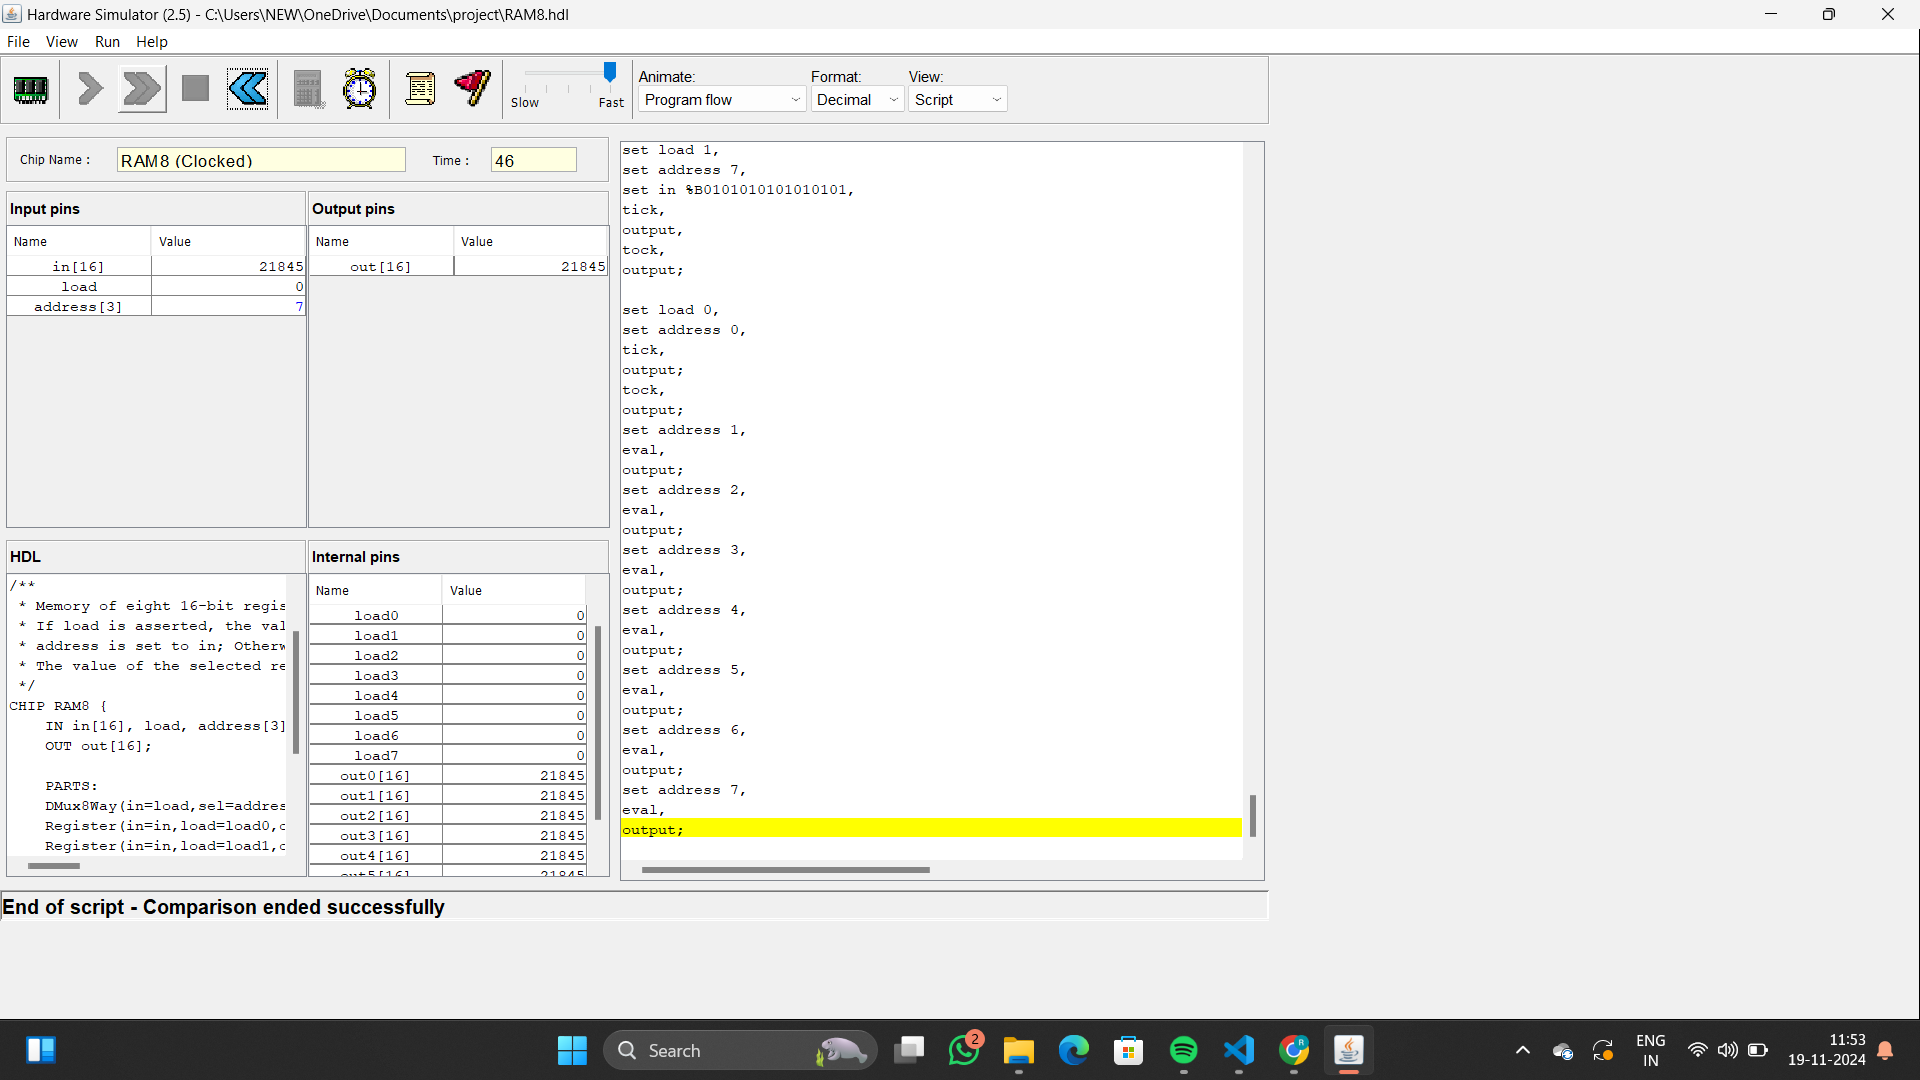 Hardware Simulator (2.5) - C:\Users\NEW\OneDrive\Documents\project\RAM8.hdl
File View Run Help
Slow Fast
Animate: Format: View:
Program flow Decimal Script
Chip Name : RAM8 (Clocked) Time : 46
Input pins
Name Value
in[16] 21845
load 0
address[3] 7
Output pins
Name Value
out[16] 21845
HDL
/**
* Memory of eight 16-bit regis
* If load is asserted, the val
* address is set to in; Otherw
* The value of the selected re
*/
CHIP RAM8 {
IN in[16], load, address[3]
OUT out[16];
PARTS:
DMux8Way(in=load,sel=addres
Register(in=in,load=load0,o
Register(in=in,load=load1,o
Internal pins
Name Value
load0 0
load1 0
load2 0
load3 0
load4 0
load5 0
load6 0
load7 0
out0[16] 21845
out1[16] 21845
out2[16] 21845
out3[16] 21845
out4[16] 21845
out5[16] 21845
set load 1,
set address 7,
set in %B0101010101010101,
tick,
output,
tock,
output;
set load 0,
set address 0,
tick,
output;
tock,
output;
set address 1,
eval,
output;
set address 2,
eval,
output;
set address 3,
eval,
output;
set address 4,
eval,
output;
set address 5,
eval,
output;
set address 6,
eval,
output;
set address 7,
eval,
output;
End of script - Comparison ended successfully
Search
2
R
ENG
IN
11:53
19-11-2024